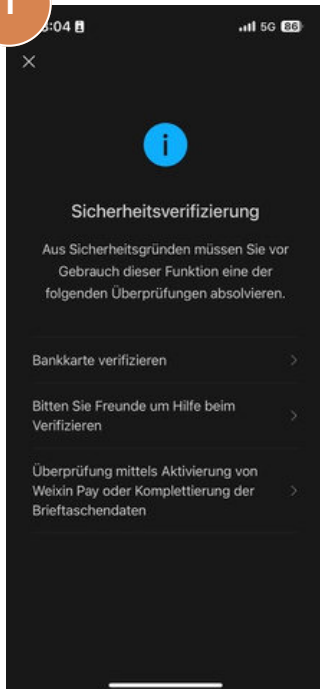 1
:04
5G 86
i
Sicherheitsverifizierung
Aus Sicherheitsgründen müssen Sie vor
Gebrauch dieser Funktion eine der
folgenden Überprüfungen absolvieren.
Bankkarte verifizieren
Bitten Sie Freunde um Hilfe beim
Verifizieren
Überprüfung mittels Aktivierung von
Weixin Pay oder Komplettierung der
Brieftaschendaten